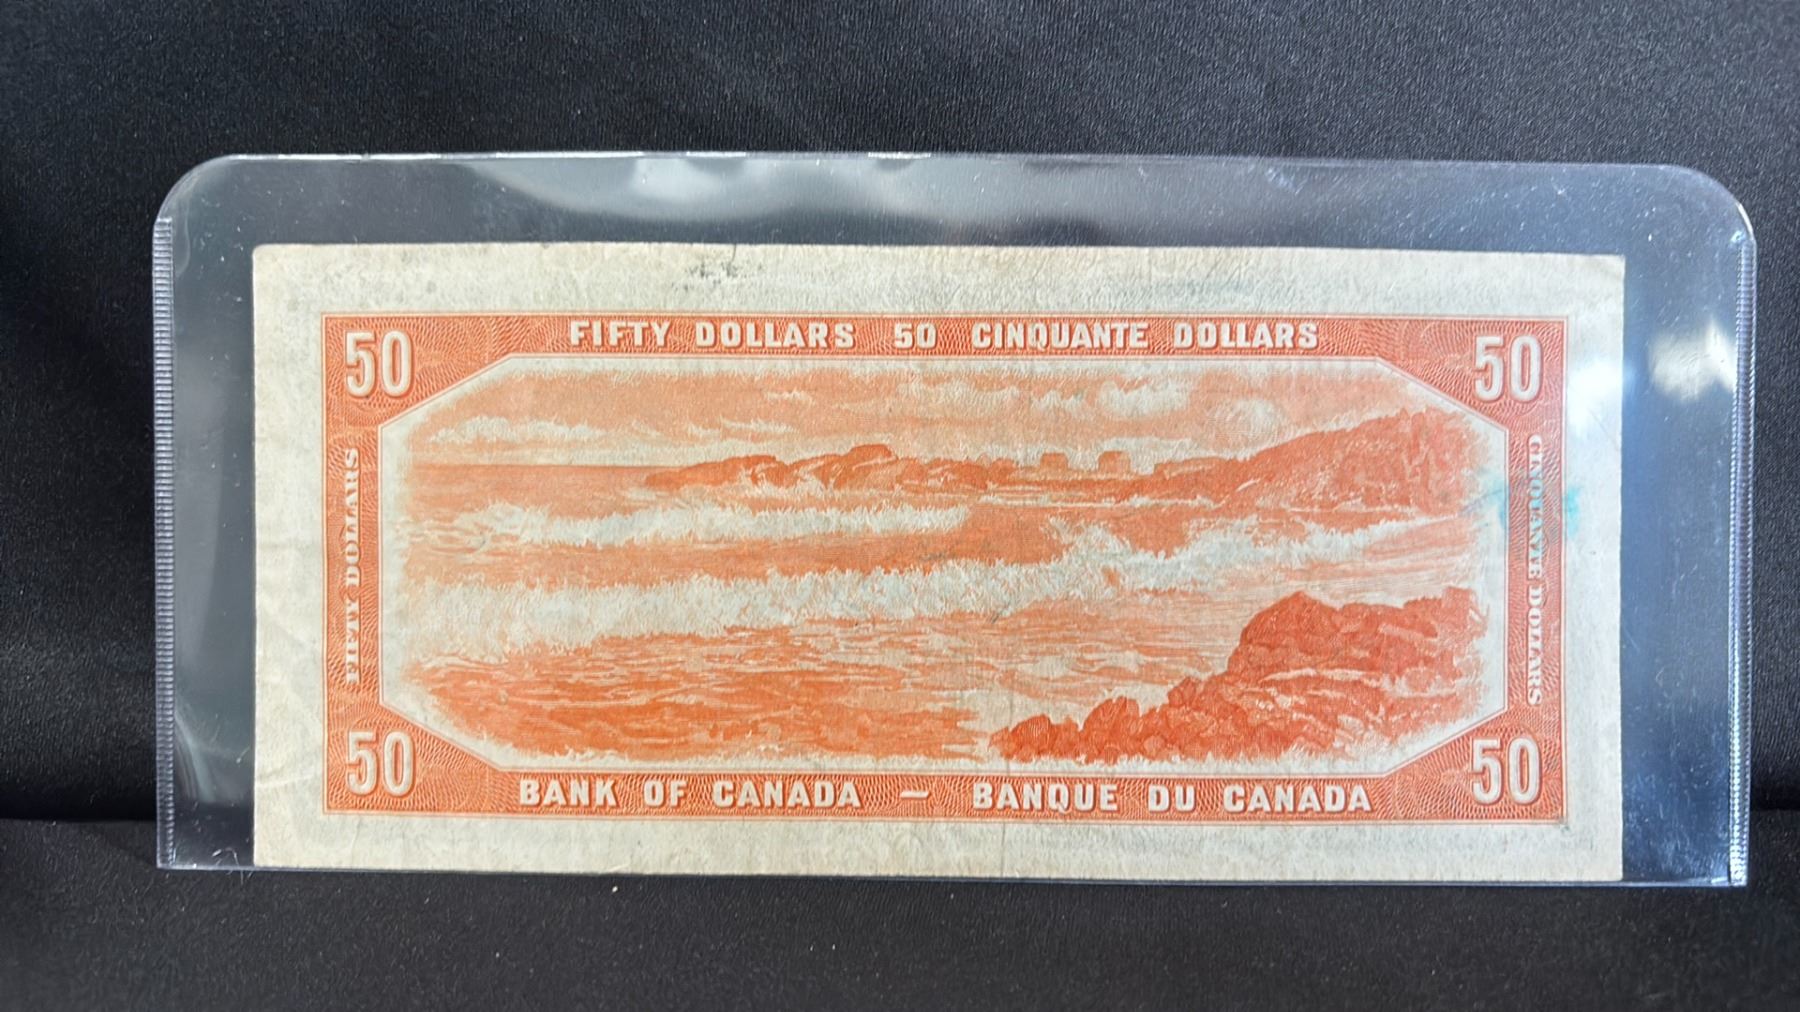 50
FIFTY DOLLARS 50 CINQUANTE DOLLARS
50
FIFTY DOLLARS
CINQUANTE DOLLARS
50
BANK OF CANADA – BANQUE DU CANADA
50